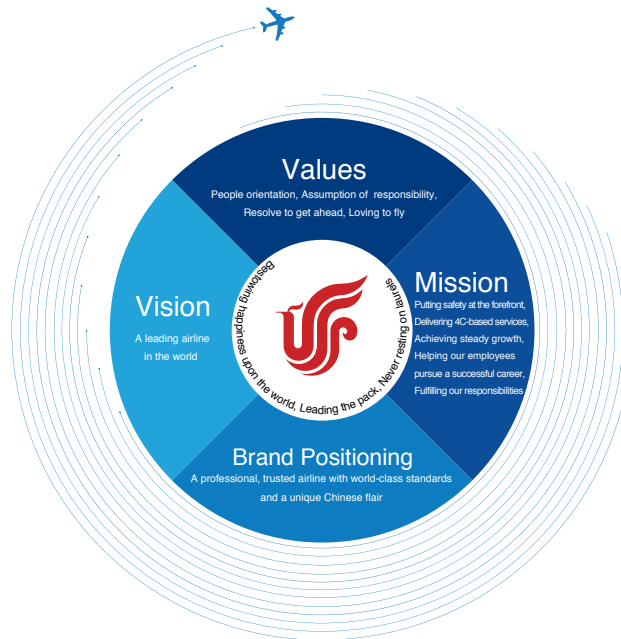 Values
People orientation, Assumption of responsibility,
Resolve to get ahead, Loving to fly
Vision
A leading airline
in the world
Bestowing happiness upon the world, Leading the pack, Never resting on laurels
Mission
Putting safety at the forefront,
Delivering 4C-based services,
Achieving steady growth,
Helping our employees
pursue a successful career,
Fulfilling our responsibilities
Brand Positioning
A professional, trusted airline with world-class standards
and a unique Chinese flair